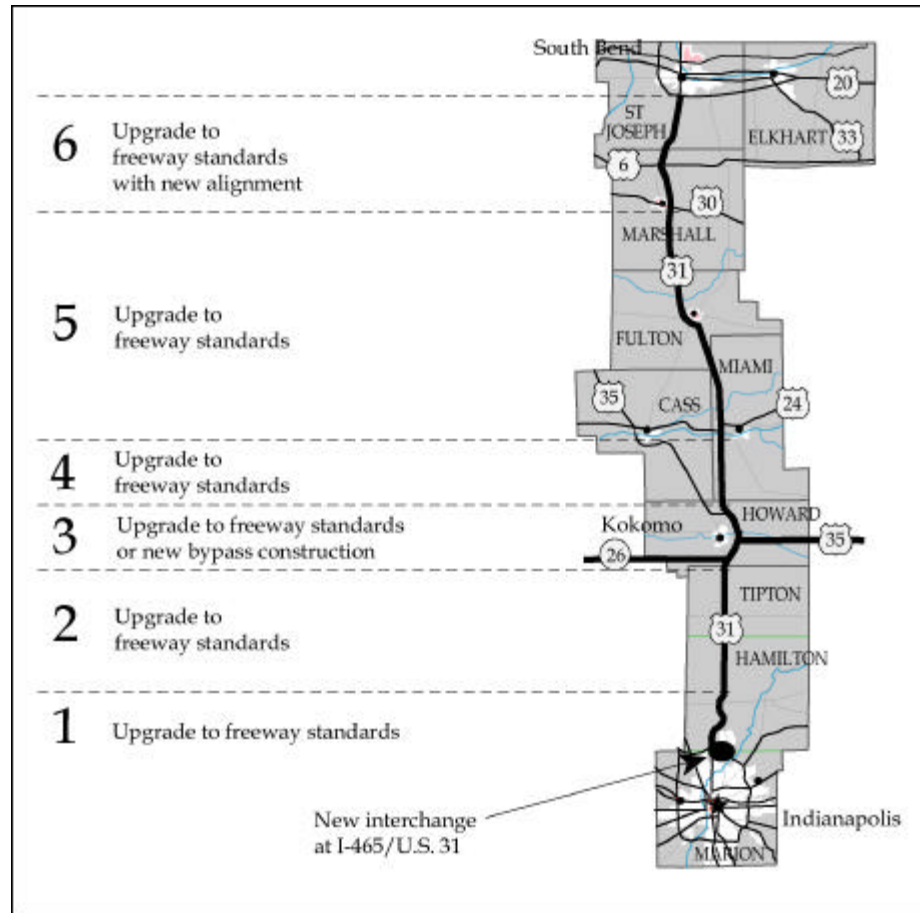 South Bend
20
ST
JOSEPH
ELKHART
33
6
Upgrade to
freeway standards
with new alignment
6
30
MARSHALL
31
5
Upgrade to
freeway standards
FULTON
MIAMI
35
CASS
24
4
Upgrade to
freeway standards
HOWARD
3
Upgrade to freeway standards
or new bypass construction
Kokomo
35
26
TIPTON
2
Upgrade to
freeway standards
31
HAMILTON
1
Upgrade to freeway standards
New interchange
at I-465/U.S. 31
Indianapolis
MARION